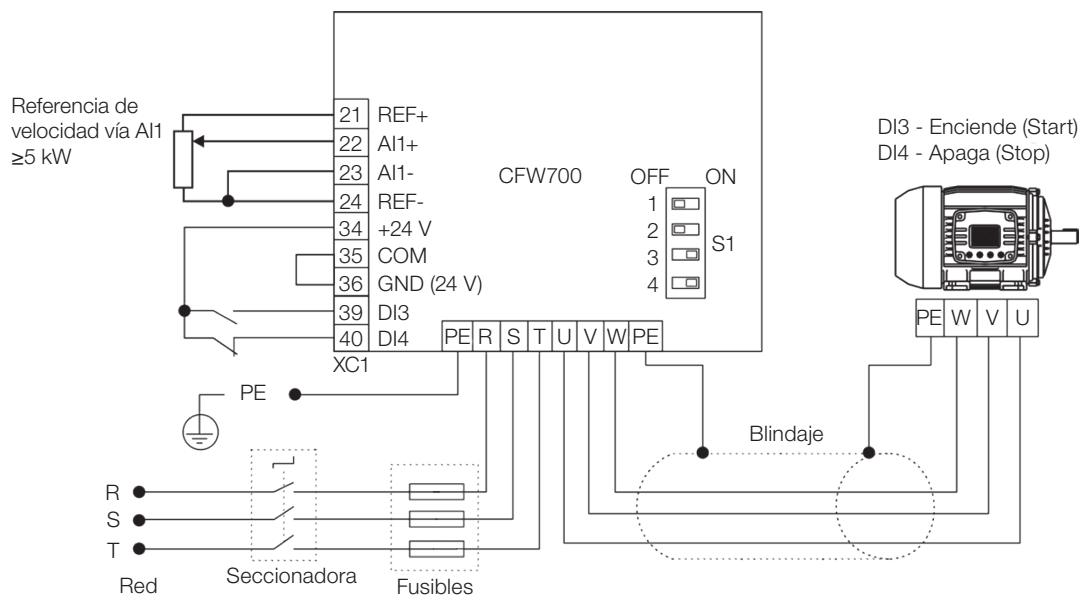 Referencia de
velocidad vía AI1
≥5 kW
21 REF+
22 AI1+
23 AI1-
24 REF-
34 +24 V
35 COM
36 GND (24 V)
39 DI3
40 DI4
XC1
CFW700
OFF ON
1
2
3
4
S1
PE R S T U V W PE
DI3 - Enciende (Start)
DI4 - Apaga (Stop)
PE W V U
PE
Blindaje
R
S
T
Red
Seccionadora
Fusibles